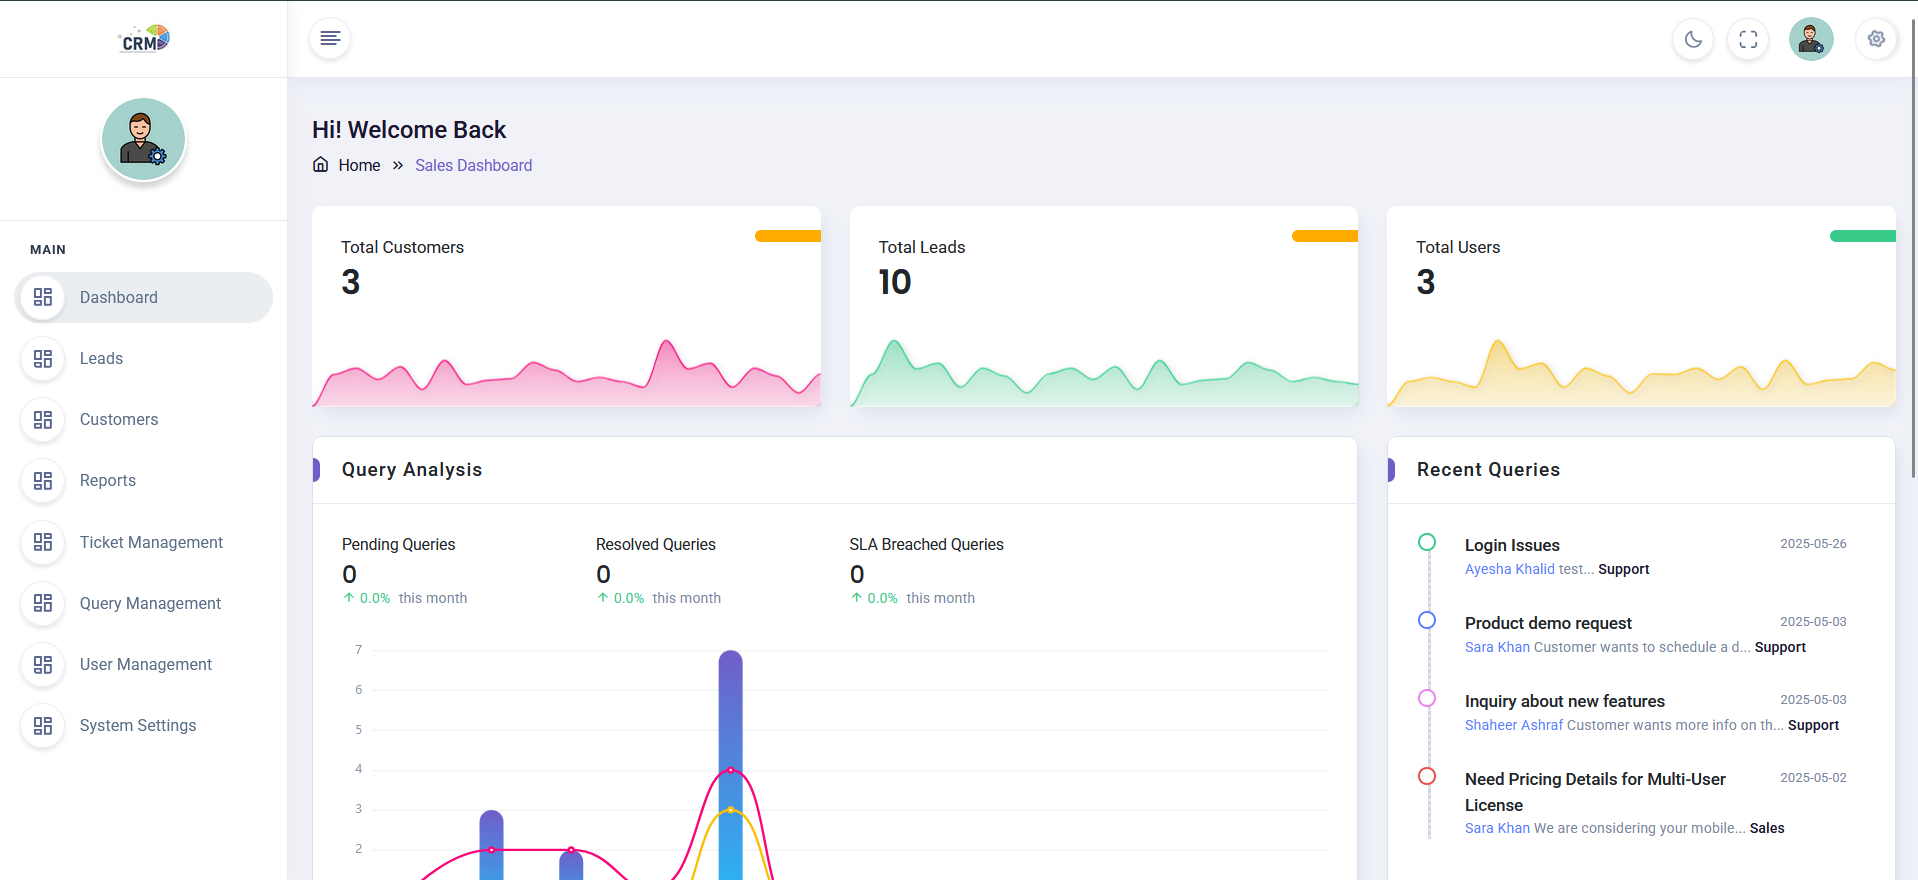 CRM
Hi! Welcome Back
Home » Sales Dashboard
MAIN
Dashboard
Leads
Customers
Reports
Ticket Management
Query Management
User Management
System Settings
Total Customers
3
Total Leads
10
Total Users
3
Query Analysis
Pending Queries
0
↑ 0.0% this month
Resolved Queries
0
↑ 0.0% this month
SLA Breached Queries
0
↑ 0.0% this month
7
6
5
4
3
2
Recent Queries
Login Issues 2025-05-26
Ayesha Khalid test... Support
Product demo request 2025-05-03
Sara Khan Customer wants to schedule a d... Support
Inquiry about new features 2025-05-03
Shaheer Ashraf Customer wants more info on th... Support
Need Pricing Details for Multi-User 2025-05-02
License
Sara Khan We are considering your mobile... Sales